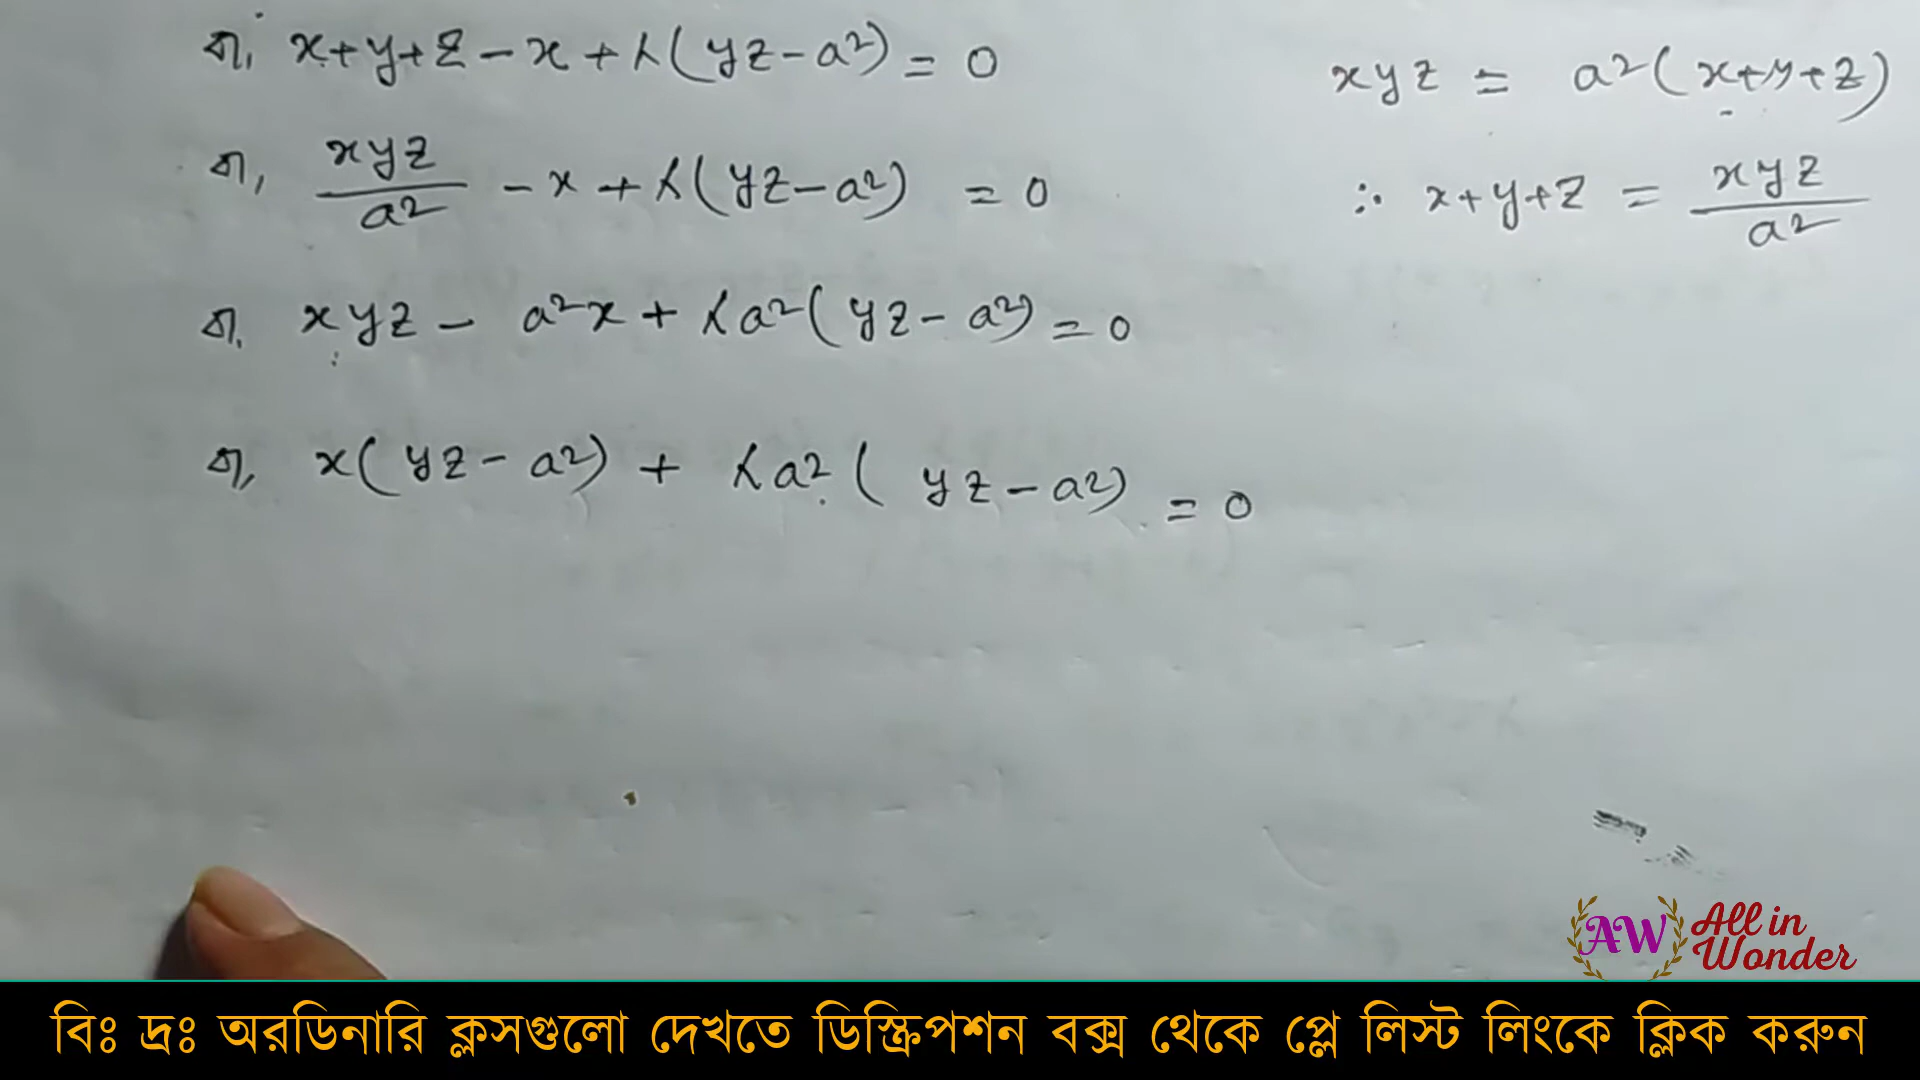 বা, x+y+z-x+λ(yz-a²) = 0
xyz = a²(x+y+z)
বা, xyz/a² - x + λ(yz-a²) = 0
∴ x+y+z = xyz/a²
বা, xyz - a²x + λa²(yz-a²) = 0
বা, x(yz-a²) + λa²(yz-a²) = 0
AW All in
Wonder
বিঃ দ্রঃ অরডিনারি ক্লসগুলো দেখতে ডিস্ক্রিপশন বক্স থেকে প্লে লিস্ট লিংকে ক্লিক করুন